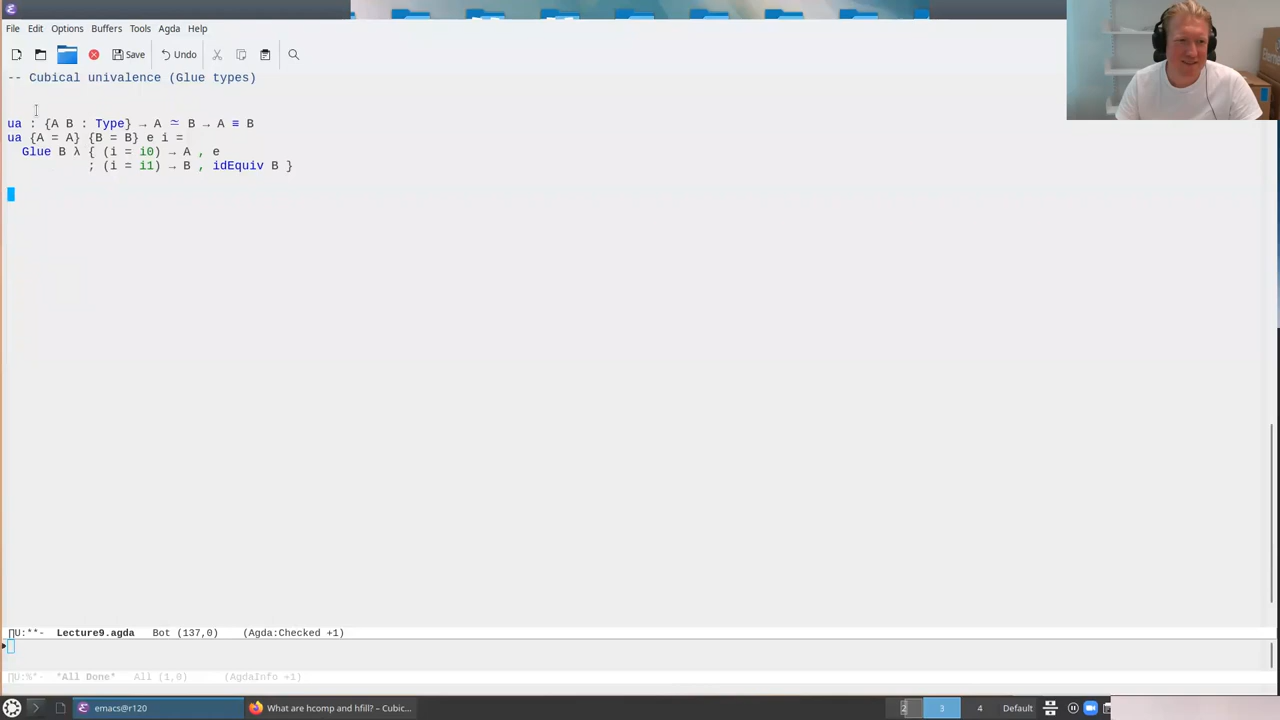 File Edit Options Buffers Tools Agda Help
Save Undo
-- Cubical univalence (Glue types)
ua : {A B : Type} → A ≃ B → A ≡ B
ua {A = A} {B = B} e i =
Glue B λ { (i = i0) → A , e
; (i = i1) → B , idEquiv B }
∏U:**- Lecture9.agda Bot (137,0) (Agda:Checked +1)
∏U:%*- *All Done* All (1,0) (AgdaInfo +1)
emacs@r120 What are hcomp and hfill? – Cubic... 2 3 4 Default